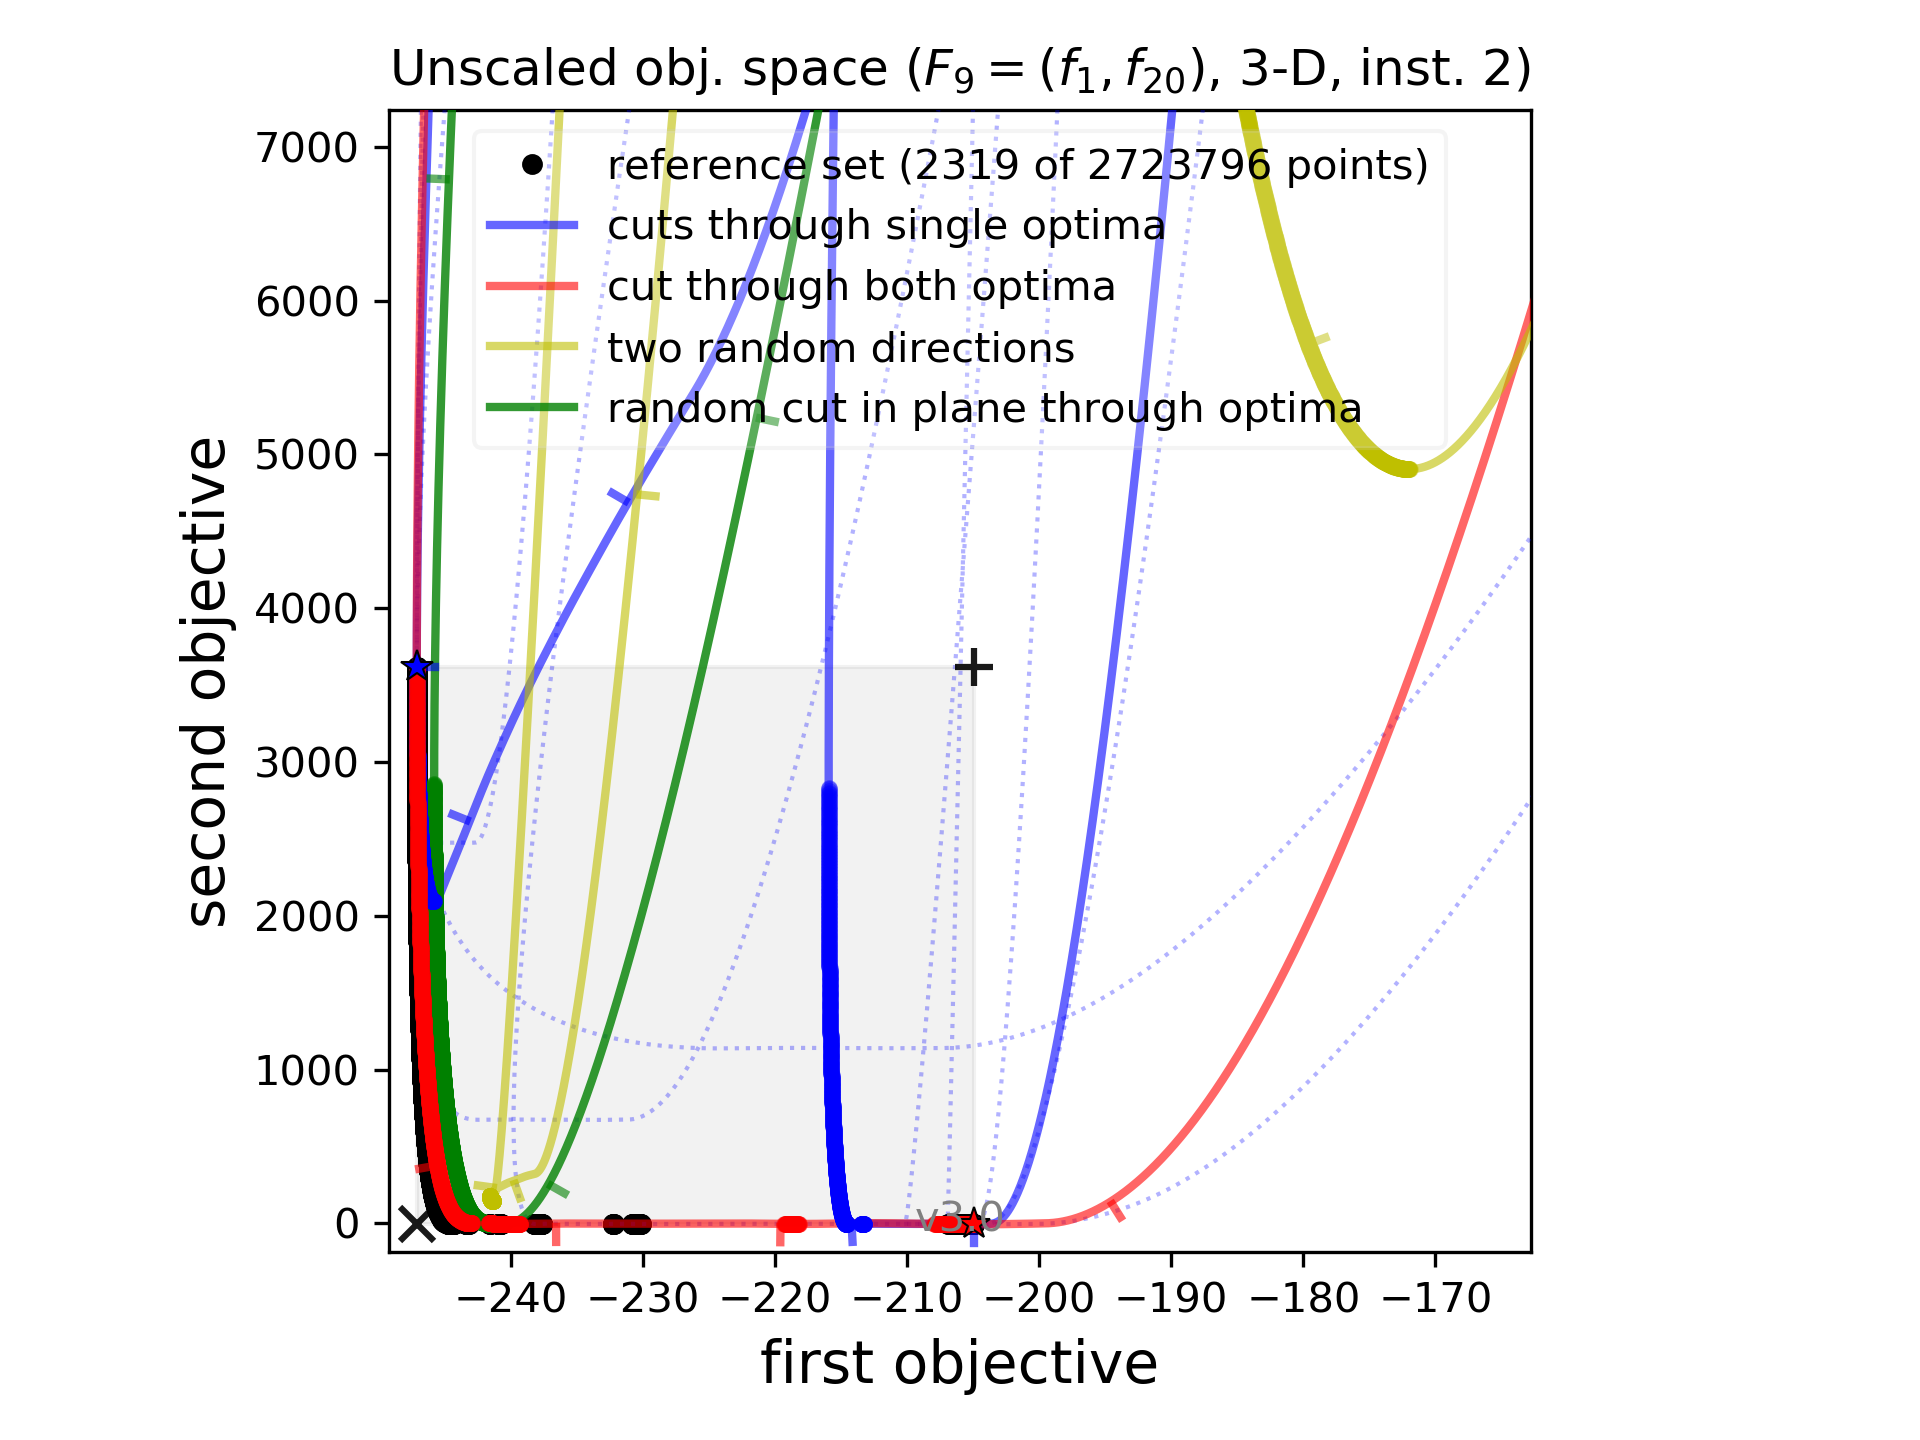 Unscaled obj. space (F₉ = (f₁, f₂₀), 3-D, inst. 2)
7000
6000
5000
4000
3000
2000
1000
0
second objective
reference set (2319 of 2723796 points)
cuts through single optima
cut through both optima
two random directions
random cut in plane through optima
v3.0
−240 −230 −220 −210 −200 −190 −180 −170
first objective